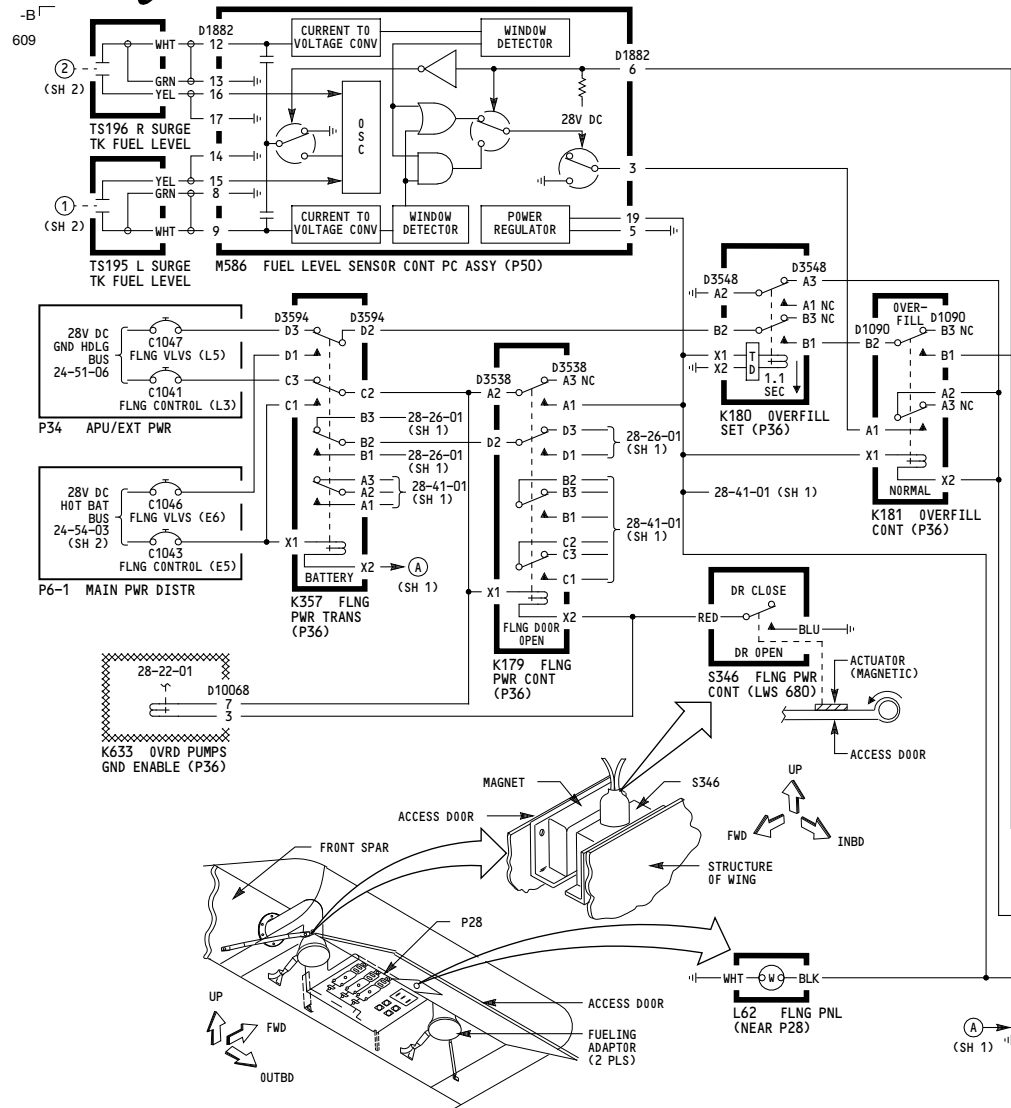 -B
609
TS196 R SURGE
TK FUEL LEVEL
2
(SH 2)
WHT
GRN
YEL
D1882
12
13
16
17
14
15
8
9
TS195 L SURGE
TK FUEL LEVEL
1
(SH 2)
YEL
GRN
WHT
CURRENT TO
VOLTAGE CONV
WINDOW
DETECTOR
OSC
28V DC
CURRENT TO
VOLTAGE CONV
WINDOW
DETECTOR
POWER
REGULATOR
D1882
6
3
19
5
M586 FUEL LEVEL SENSOR CONT PC ASSY (P50)
28V DC
GND HDLG
BUS
24-51-06
C1047
FLNG VLVS (L5)
C1041
FLNG CONTROL (L3)
P34 APU/EXT PWR
28V DC
HOT BAT
BUS
24-54-03
(SH 2)
C1046
FLNG VLVS (E6)
C1043
FLNG CONTROL (E5)
P6-1 MAIN PWR DISTR
D3594
D3
D1
C3
C1
X1
D3594
D2
C2
B3
B2
B1
A3
A2
A1
X2
BATTERY
28-26-01
(SH 1)
28-26-01
(SH 1)
28-41-01
(SH 1)
A
(SH 1)
K357 FLNG
PWR TRANS
(P36)
D3538
A2
D2
X1
D3538
A3 NC
A1
D3
D1
B2
B3
B1
C2
C3
C1
X2
FLNG DOOR
OPEN
28-26-01
(SH 1)
28-41-01
(SH 1)
K179 FLNG
PWR CONT
(P36)
D3548
A2
B2
X1
X2
D3548
A3
A1 NC
B3 NC
B1
T
D
1.1
SEC
K180 OVERFILL
SET (P36)
28-41-01 (SH 1)
OVER-
FILL
D1090
B2
A1
X1
D1090
B3 NC
B1
A2
A3 NC
X2
NORMAL
K181 OVERFILL
CONT (P36)
RED
DR CLOSE
BLU
DR OPEN
S346 FLNG PWR
CONT (LWS 680)
ACTUATOR
(MAGNETIC)
ACCESS DOOR
28-22-01
D10068
7
3
K633 OVRD PUMPS
GND ENABLE (P36)
MAGNET
S346
ACCESS DOOR
STRUCTURE
OF WING
UP
FWD
INBD
FRONT SPAR
P28
ACCESS DOOR
FUELING
ADAPTOR
(2 PLS)
UP
FWD
OUTBD
WHT
W
BLK
L62 FLNG PNL
(NEAR P28)
A
(SH 1)